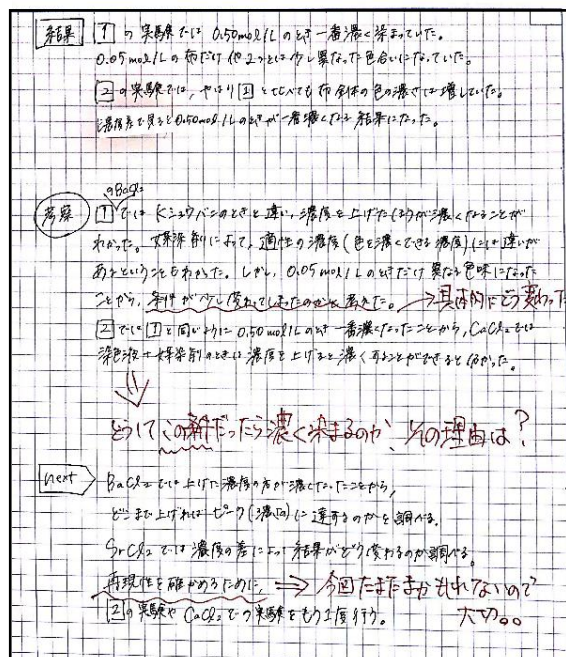 結果 1 の実験では 0.50mol/Lのとき一番濃く染まっていた。
0.05mol/Lの布だけ他2つとは少し異なった色合いになっていた。
2 の実験では、やはり 1 と比べても布全体の色の濃さは増していた。
濃度差で見ると0.50mol/Lのときが一番濃くなる結果になった。
のBaCl2
考察 1 では Kミョウバンのときと違い、濃度を上げたほうが濃くなることが
わかった。媒染剤によって、適性の濃度(色を濃くできる濃度)には違いが
あるということもわかった。しかし、0.05mol/Lのときだけ異なる色味になった
ことから、条件が少し変わってしまったのかと考えた。→具体的にどう変わった
2 では 1 と同じように0.50mol/Lのとき一番濃くなったことから、CaCl2では
染色液+媒染剤のときは濃度を上げると濃くすることができると分かった。
どうしてこの条件だったら濃く染まるのか、その理由は?
next BaCl2では上げた濃度の方が濃くなったことから、
どこまで上げればピーク(濃い)に達するのかを調べる。
SrCl2では濃度の差によって結果がどう変わるのか調べる。
再現性を確かめるために、⇒今回たまたまかもしれないので
2 の実験やCaCl2での実験をもう1度行う。 大切。。